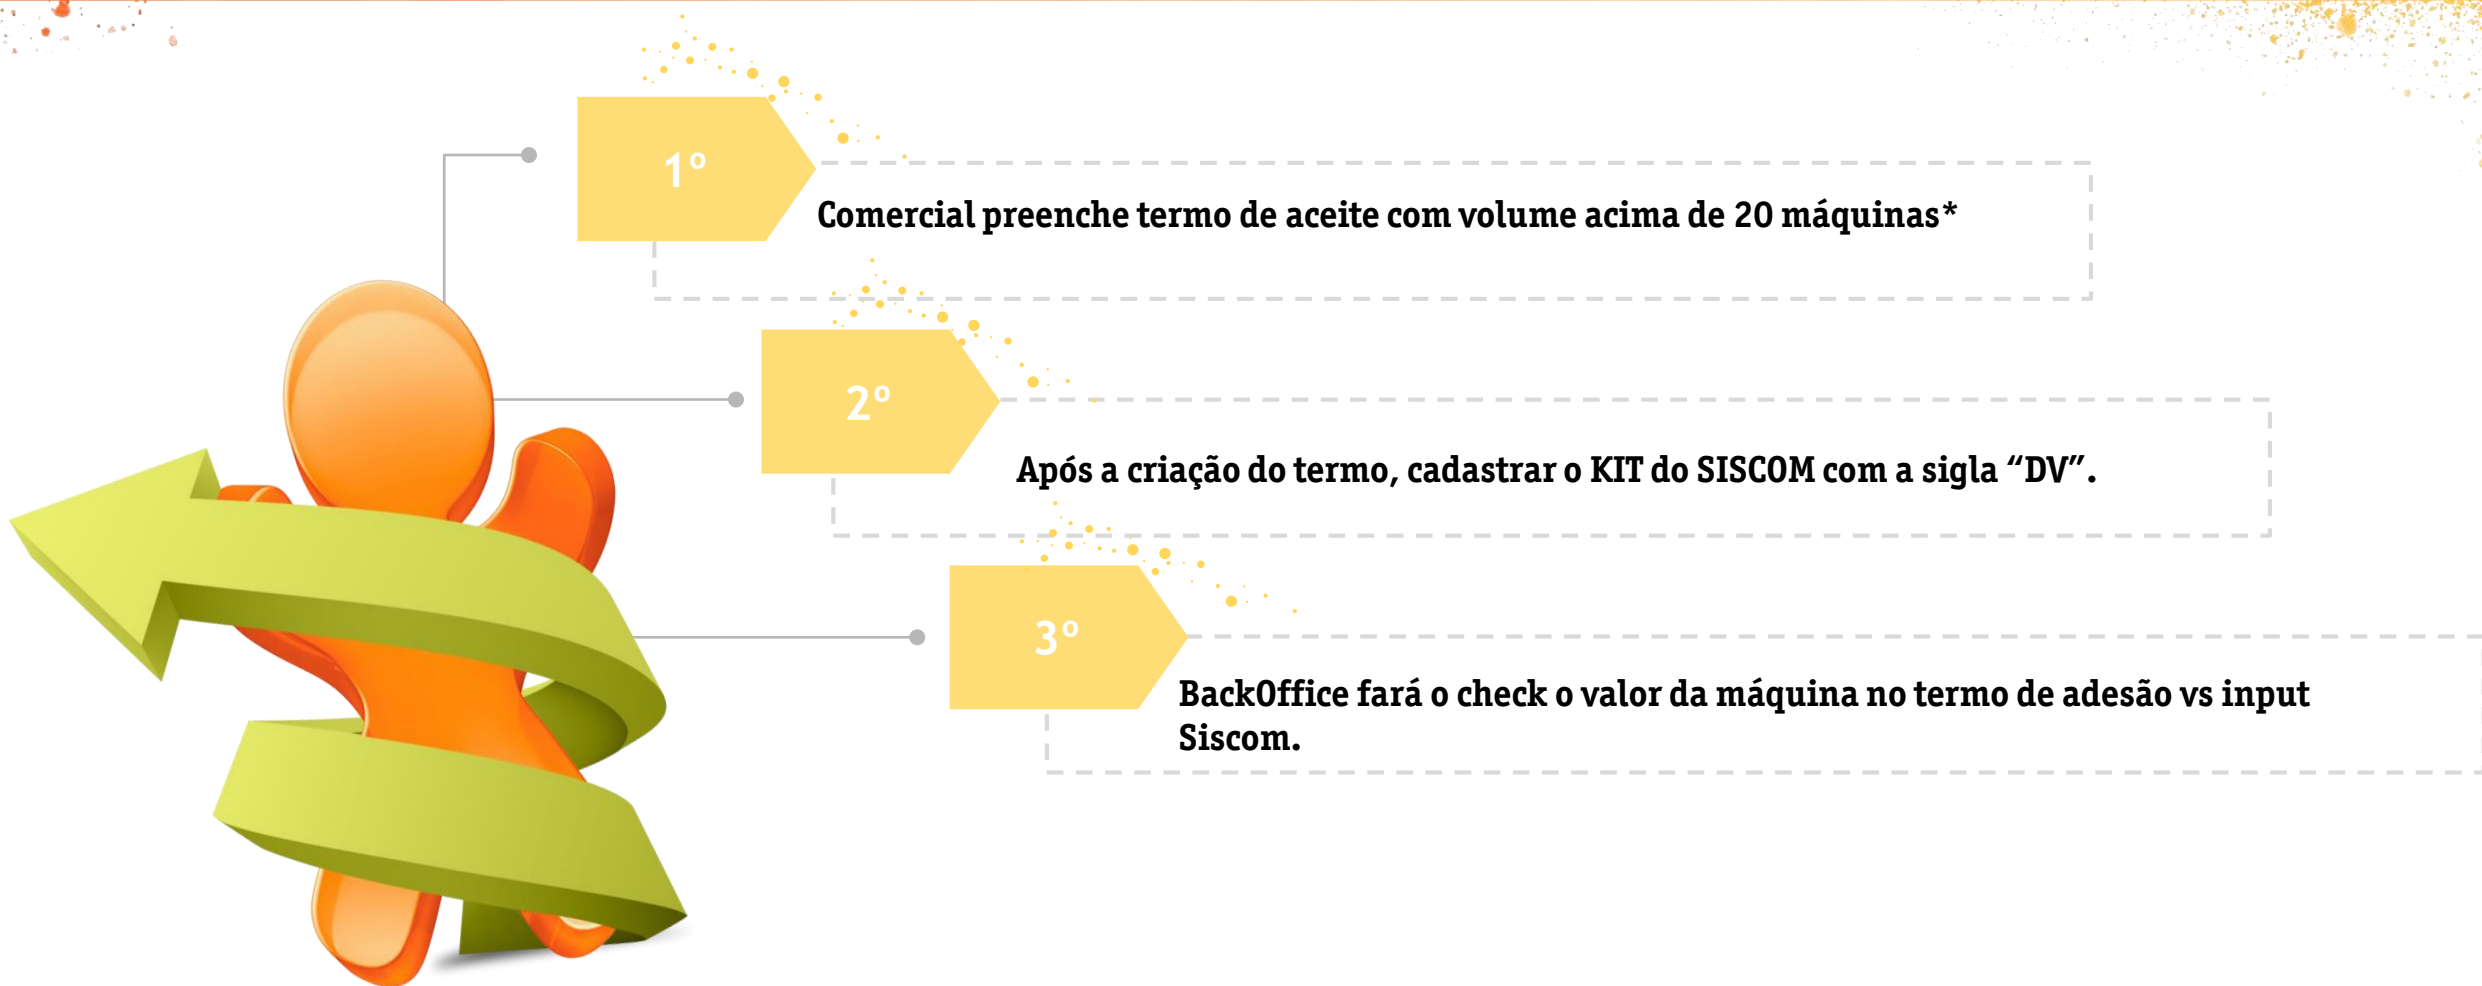 1º
Comercial preenche termo de aceite com volume acima de 20 máquinas*
2º
Após a criação do termo, cadastrar o KIT do SISCOM com a sigla “DV”.
3º
BackOffice fará o check o valor da máquina no termo de adesão vs input
Siscom.